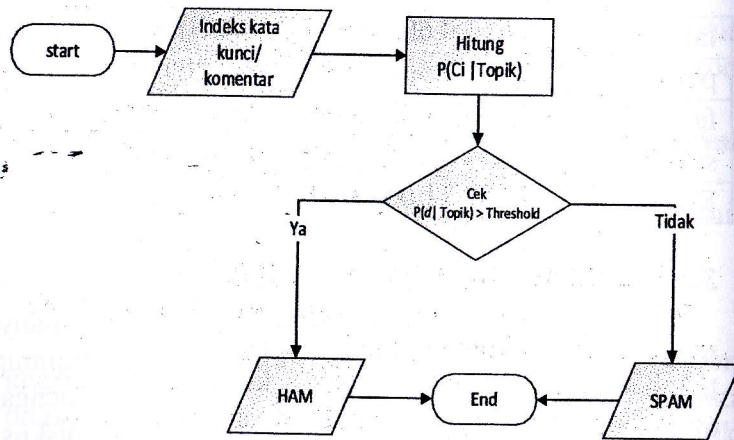 start
Indeks kata
kunci/
komentar
Hitung
P(Ci |Topik)
Cek
P(d| Topik) > Threshold
Ya
Tidak
HAM
End
SPAM